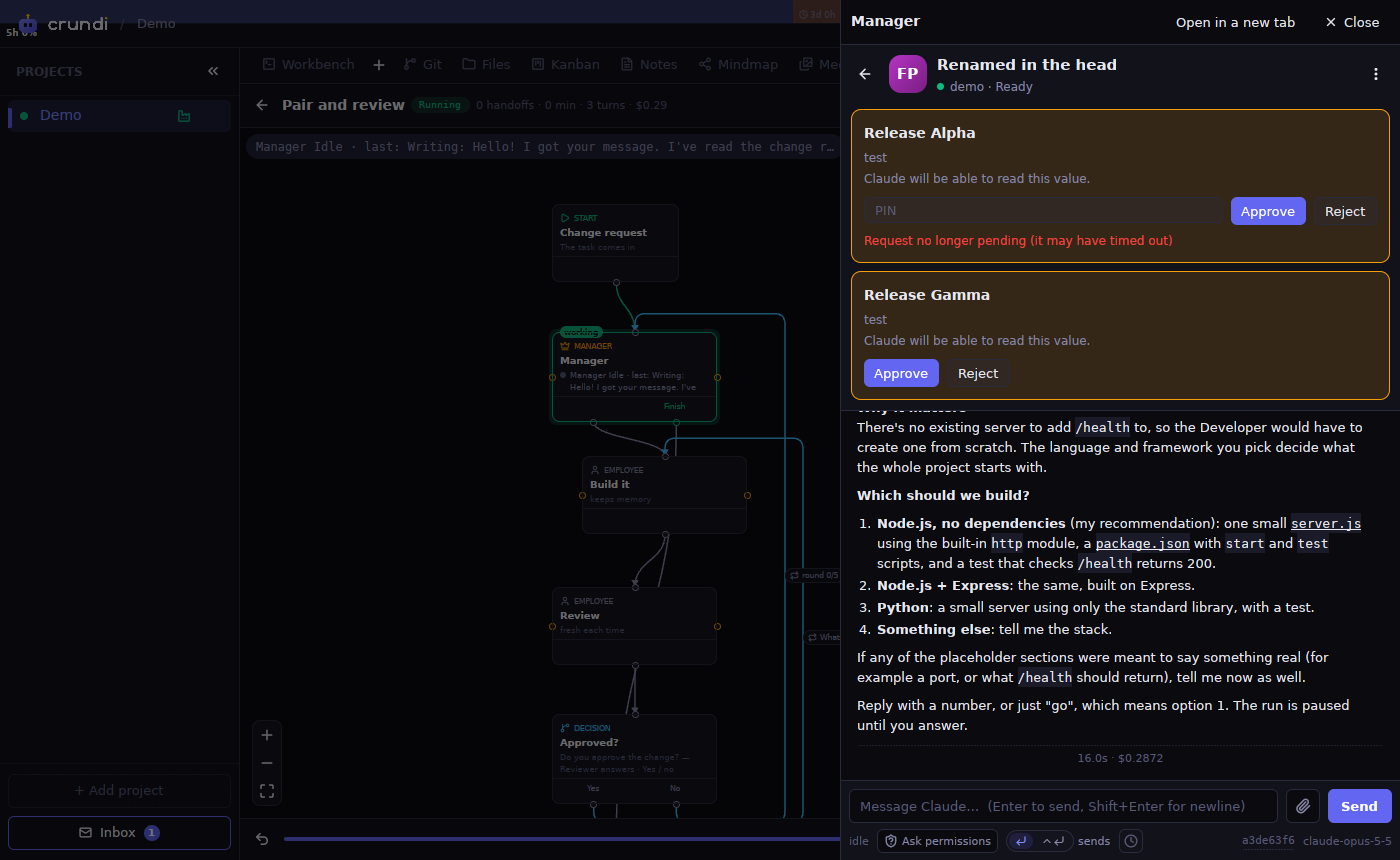 crundi / Demo
5h 0%
3d 0h
PROJECTS
Demo
+ Add project
Inbox 1
Workbench
Git
Files
Kanban
Notes
Mindmap
Pair and review Running 0 handoffs · 0 min · 3 turns · $0.29
Manager Idle · last: Writing: Hello! I got your message. I've read the change r…
START
Change request
The task comes in
working
MANAGER
Manager
Manager Idle · last: Writing:
Hello! I got your message. I've
Finish
EMPLOYEE
Build it
keeps memory
round 0/5
EMPLOYEE
Review
fresh each time
What
DECISION
Approved?
Do you approve the change? —
Reviewer answers · Yes / no
Yes No
Manager
Open in a new tab
Close
FP
Renamed in the head
demo · Ready
Release Alpha
test
Claude will be able to read this value.
PIN
Approve
Reject
Request no longer pending (it may have timed out)
Release Gamma
test
Claude will be able to read this value.
Approve
Reject
There's no existing server to add /health to, so the Developer would have to
create one from scratch. The language and framework you pick decide what
the whole project starts with.
Which should we build?
1. Node.js, no dependencies (my recommendation): one small server.js
using the built-in http module, a package.json with start and test
scripts, and a test that checks /health returns 200.
2. Node.js + Express: the same, built on Express.
3. Python: a small server using only the standard library, with a test.
4. Something else: tell me the stack.
If any of the placeholder sections were meant to say something real (for
example a port, or what /health should return), tell me now as well.
Reply with a number, or just "go", which means option 1. The run is paused
until you answer.
16.0s · $0.2872
Message Claude… (Enter to send, Shift+Enter for newline)
Send
idle
Ask permissions
sends
a3de63f6
claude-opus-5-5